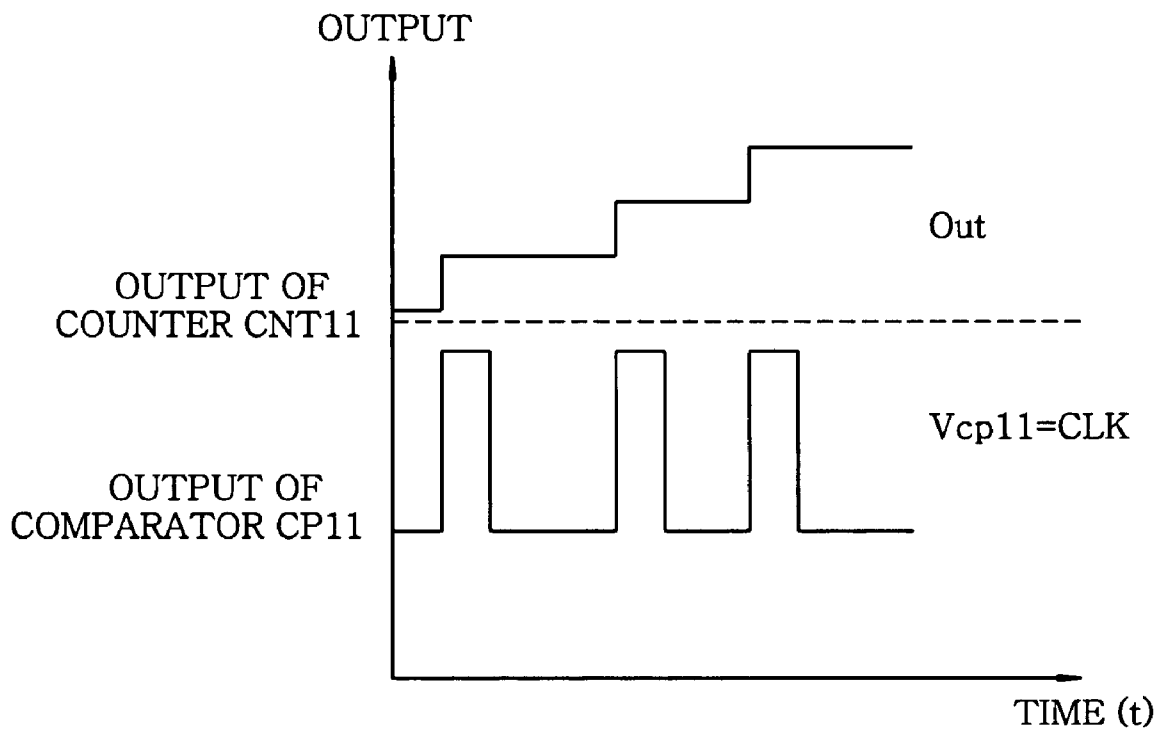 OUTPUT
Out
OUTPUT OF
COUNTER CNT11
Vcp11=CLK
OUTPUT OF
COMPARATOR CP11
TIME (t)